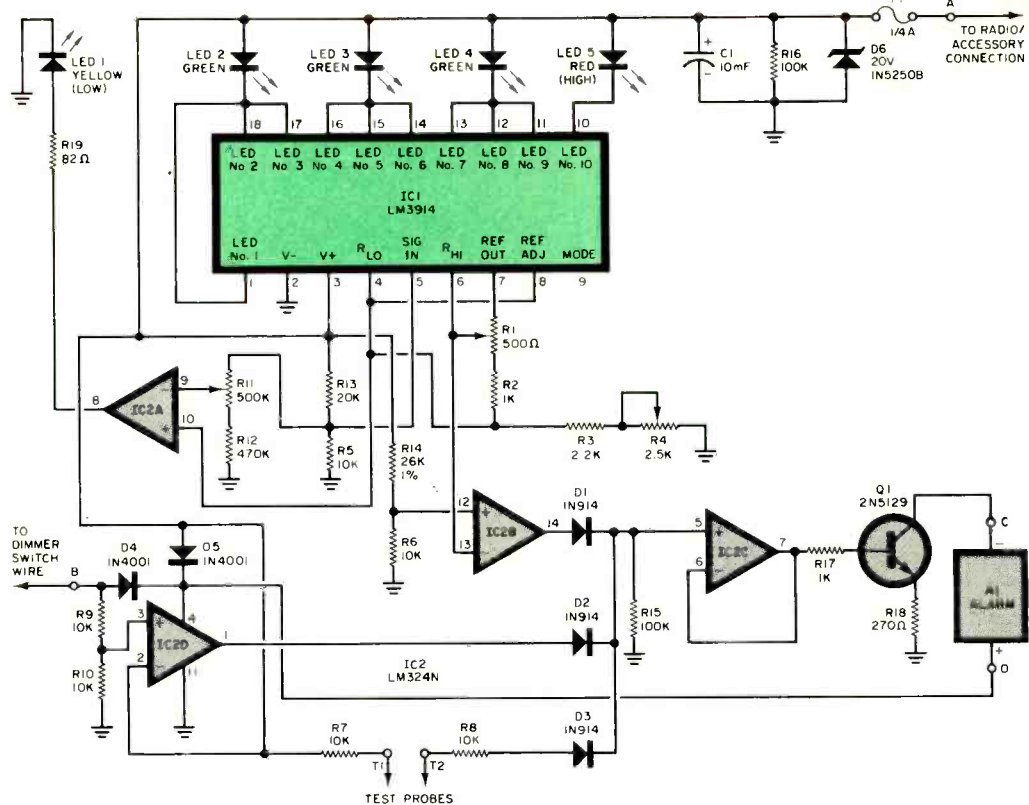 A
1/4 A
TO RADIO/
ACCESSORY
CONNECTION
LED 1
YELLOW
(LOW)
LED 2
GREEN
LED 3
GREEN
LED 4
GREEN
LED 5
RED
(HIGH)
+
C1
10mF
−
R16
100K
D6
20V
IN5250B
R19
82Ω
18
17
16
15
14
13
12
11
10
LED No. 2
LED No. 3
LED No. 4
LED No. 5
LED No. 6
LED No. 7
LED No. 8
LED No. 9
LED No. 10
IC1
LM3914
LED No. 1
V−
V+
RLO
SIG IN
RHI
REF OUT
REF ADJ
MODE
1
2
3
4
5
6
7
8
9
R1
500Ω
R2
1K
R3
2.2K
R4
2.5K
8
IC2A
9
−
10
+
R11
500K
R12
470K
R13
20K
R5
10K
R14
26K
1%
R6
10K
12
+
13
−
IC2B
14
D1
1N914
5
+
6
−
IC2C
7
R17
1K
Q1
2N5129
R18
270Ω
C
−
A1
ALARM
+
D
TO
DIMMER
SWITCH
WIRE
B
D4
1N4001
D5
1N4001
R9
10K
R10
10K
3
+
2
−
4
IC2D
11
1
IC2
LM324N
D2
1N914
R15
100K
D3
1N914
R7
10K
R8
10K
T1
T2
TEST PROBES